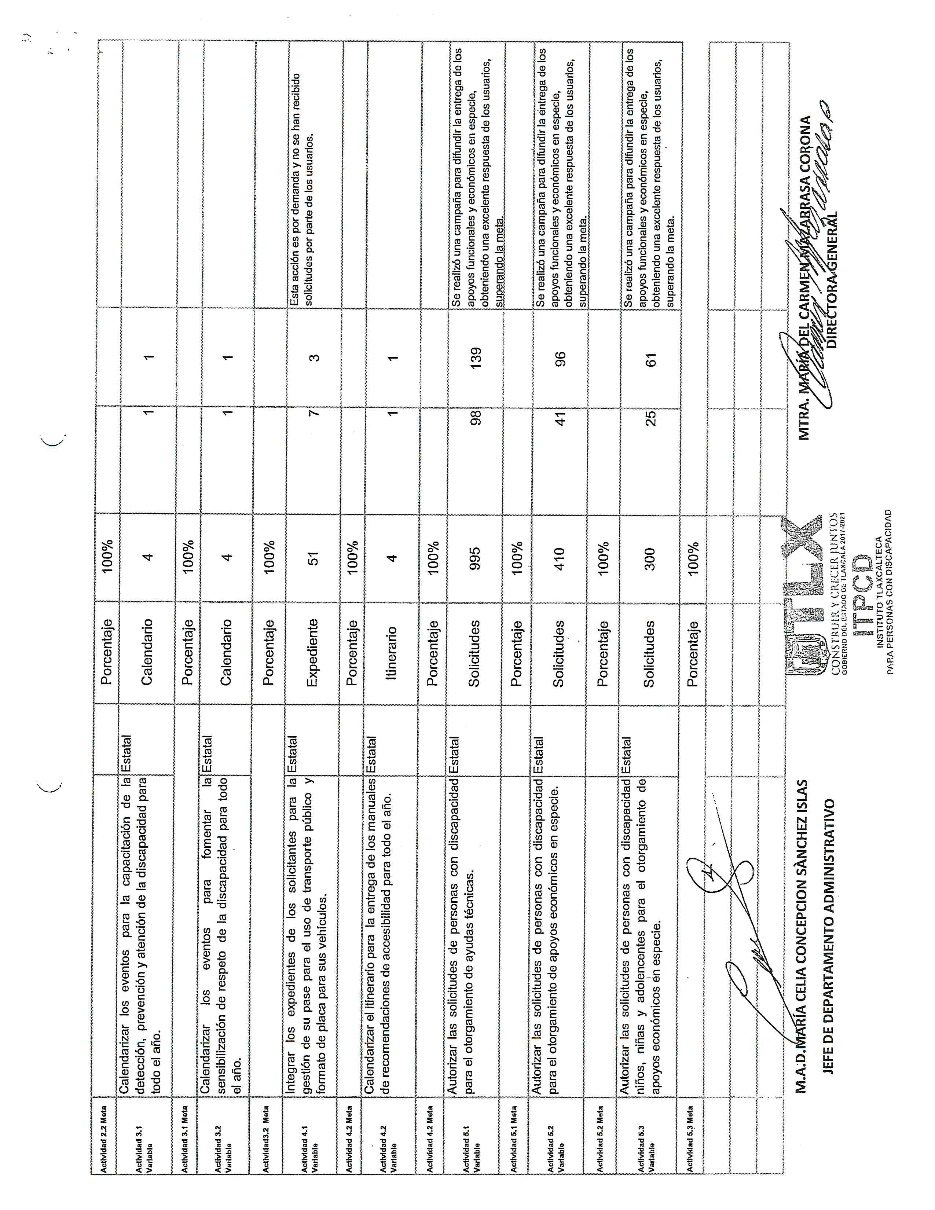 Actividad 2.2 Meta Porcentaje 100%
Actividad 3.1 Variable Calendarizar los eventos para la capacitación de la Estatal Calendario 4 1 1
detección, prevención y atención de la discapacidad para
todo el año.
Actividad 3.1 Meta Porcentaje 100%
Actividad 3.2 Variable Calendarizar los eventos para fomentar la Estatal Calendario 4 1 1
sensibilización de respeto de la discapacidad para todo
el año.
Actividad3.2 Meta Porcentaje 100%
Actividad 4.1 Variable Integrar los expedientes de los solicitantes para la Estatal Expediente 51 7 3 Esta acción es por demanda y no se han recibido
gestión de su pase para el uso de transporte público y solicitudes por parte de los usuarios.
formato de placa para sus vehículos.
Actividad 4.2 Meta Porcentaje 100%
Actividad 4.2 Variable Calendarizar el itinerario para la entrega de los manuales Estatal Itinerario 4 1 1
de recomendaciones de accesibilidad para todo el año.
Actividad 4.2 Meta Porcentaje 100%
Actividad 5.1 Variable Autorizar las solicitudes de personas con discapacidad Estatal Solicitudes 995 98 139 Se realizó una campaña para difundir la entrega de los
para el otorgamiento de ayudas técnicas. apoyos funcionales y económicos en especie,
obteniendo una excelente respuesta de los usuarios,
superando la meta.
Actividad 5.1 Meta Porcentaje 100%
Actividad 5.2 Variable Autorizar las solicitudes de personas con discapacidad Estatal Solicitudes 410 41 96 Se realizó una campaña para difundir la entrega de los
para el otorgamiento de apoyos económicos en especie. apoyos funcionales y económicos en especie,
obteniendo una excelente respuesta de los usuarios,
superando la meta.
Actividad 5.2 Meta Porcentaje 100%
Actividad 5.3 Variable Autorizar las solicitudes de personas con discapacidad Estatal Solicitudes 300 25 61 Se realizó una campaña para difundir la entrega de los
niños, niñas y adolencentes para el otorgamiento de apoyos funcionales y económicos en especie,
apoyos económicos en especie. obteniendo una excelente respuesta de los usuarios,
superando la meta.
Actividad 5.3 Meta Porcentaje 100%
M.A.D.MARÍA CELIA CONCEPCION SÀNCHEZ ISLAS
JEFE DE DEPARTAMENTO ADMINISTRATIVO
TLX
CONSTRUIR Y CRECER JUNTOS
GOBIERNO DEL ESTADO DE TLAXCALA 2017-2021
ITPCD
INSTITUTO TLAXCALTECA
PARA PERSONAS CON DISCAPACIDAD
MTRA. MARÍA DEL CARMEN MAZARRASA CORONA
DIRECTORA GENERAL